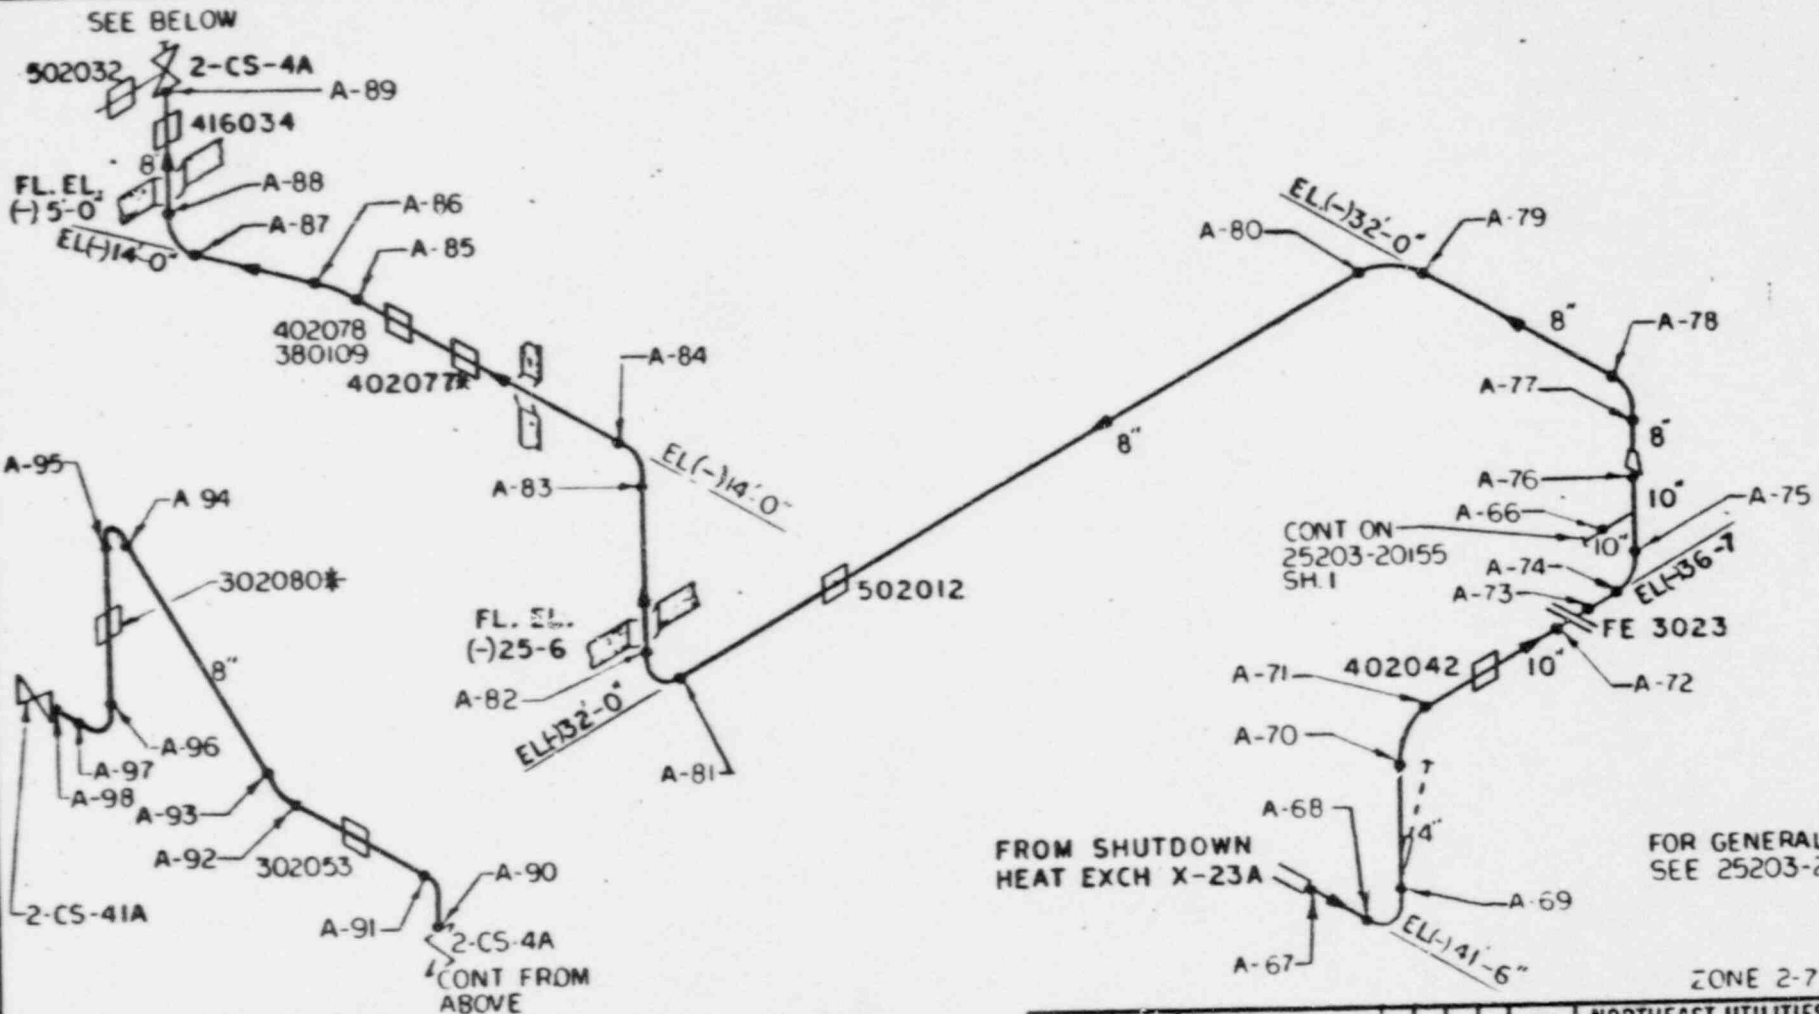 SEE BELOW
502032
2-CS-4A
A-89
416034
8"
FL. EL.
(-) 5'-0"
A-88
A-87
A-86
EL(-)14'-0"
A-85
402078
380109
402077*
A-84
A-83
EL(-)14'-0"
FL. EL.
(-)25-6
A-82
EL(-)32'-0"
A-81
502012
8"
A-80
EL.(-)32'-0"
A-79
8"
A-78
A-77
8"
A-76
10"
A-75
A-66
CONT ON
25203-20155
SH. 1
10"
A-74
A-73
EL(-)36-7
FE 3023
402042
10"
A-72
A-71
A-70
A-68
4"
FROM SHUTDOWN
HEAT EXCH X-23A
A-69
A-67
EL(-)41'-6"
FOR GENERAL
SEE 25203-2
ZONE 2-7
NORTHEAST UTILITIES
A-95
A 94
302080*
8"
A-96
A-97
A-98
A-93
A-92
302053
2-CS-41A
A-91
A-90
2-CS-4A
CONT FROM
ABOVE